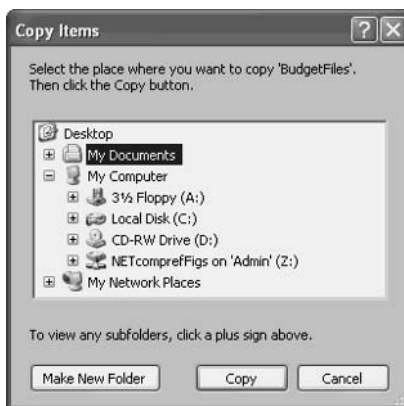 Copy Items
Select the place where you want to copy 'BudgetFiles'.
Then click the Copy button.
Desktop
My Documents
My Computer
3½ Floppy (A:)
Local Disk (C:)
CD-RW Drive (D:)
NETcomprefFigs on 'Admin' (Z:)
My Network Places
To view any subfolders, click a plus sign above.
Make New Folder Copy Cancel